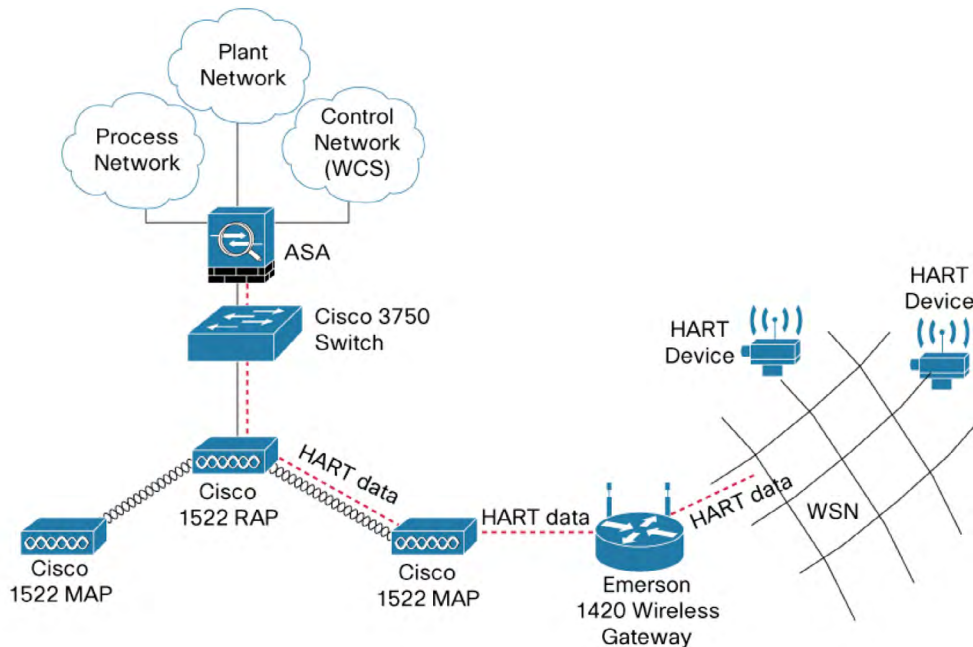 Plant
Network
Process
Network
Control
Network
(WCS)
ASA
Cisco 3750
Switch
HART
Device
HART
Device
HART data
Cisco
1522 RAP
HART data
HART data
WSN
Cisco
1522 MAP
Cisco
1522 MAP
Emerson
1420 Wireless
Gateway